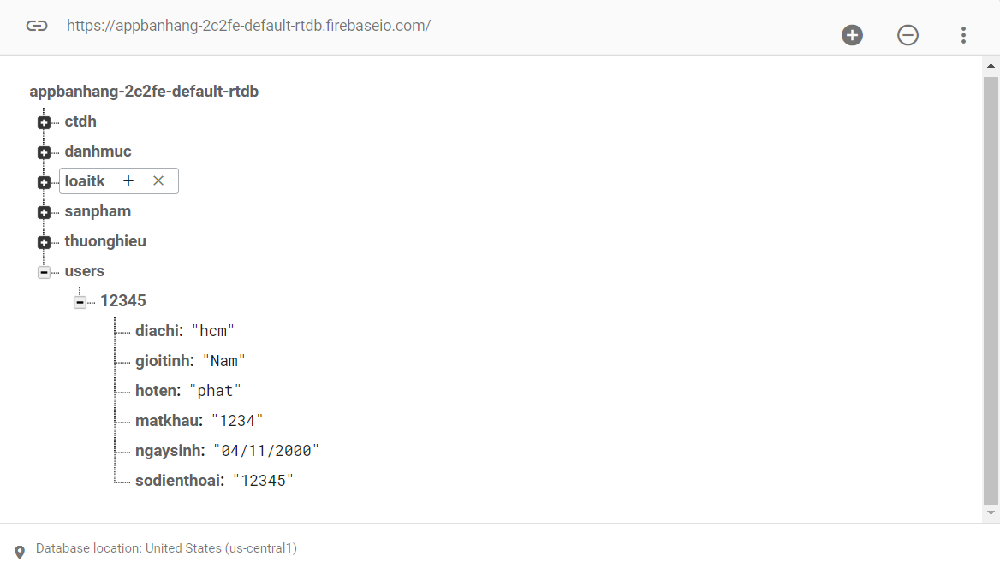 https://appbanhang-2c2fe-default-rtdb.firebaseio.com/
appbanhang-2c2fe-default-rtdb
ctdh
danhmuc
loaitk
sanpham
thuonghieu
users
12345
diachi: "hcm"
gioitinh: "Nam"
hoten: "phat"
matkhau: "1234"
ngaysinh: "04/11/2000"
sodienthoai: "12345"
Database location: United States (us-central1)